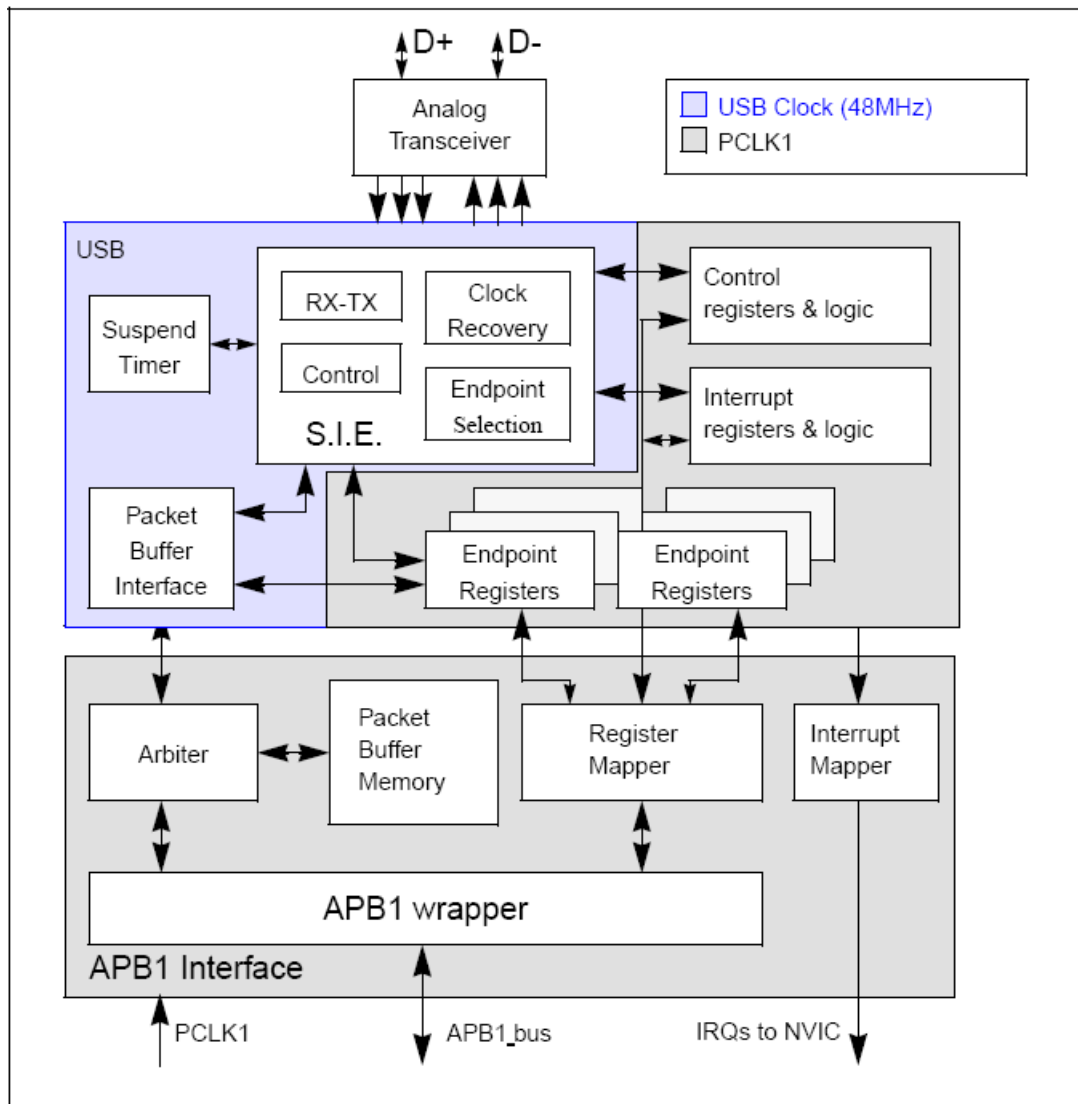 D+
D-
Analog
Transceiver
USB Clock (48MHz)
PCLK1
USB
RX-TX
Clock
Recovery
Control
registers & logic
Suspend
Timer
Control
Endpoint
Selection
Interrupt
registers & logic
S.I.E.
Packet
Buffer
Interface
Endpoint
Registers
Endpoint
Registers
Arbiter
Packet
Buffer
Memory
Register
Mapper
Interrupt
Mapper
APB1 wrapper
APB1 Interface
PCLK1
APB1_bus
IRQs to NVIC